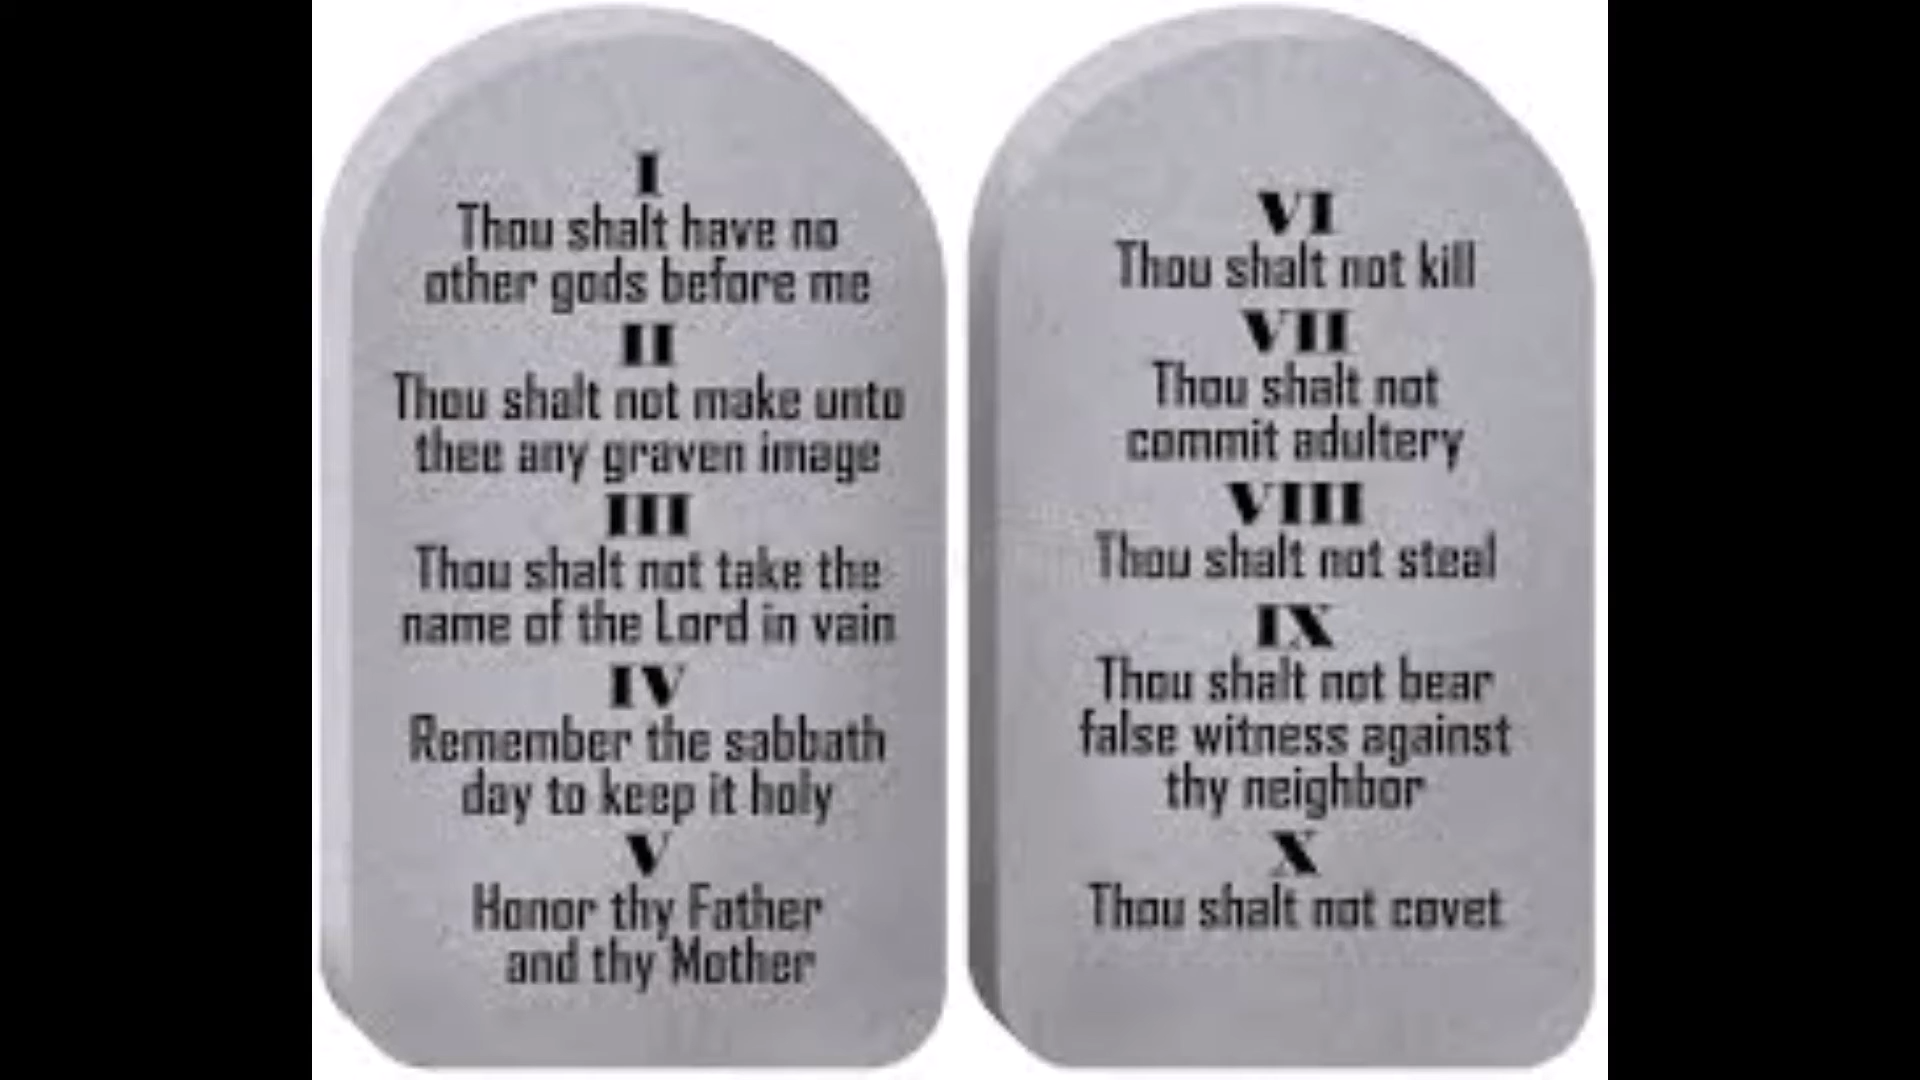 I
Thou shalt have no
other gods before me
II
Thou shalt not make unto
thee any graven image
III
Thou shalt not take the
name of the Lord in vain
IV
Remember the sabbath
day to keep it holy
V
Honor thy Father
and thy Mother
VI
Thou shalt not kill
VII
Thou shalt not
commit adultery
VIII
Thou shalt not steal
IX
Thou shalt not bear
false witness against
thy neighbor
X
Thou shalt not covet